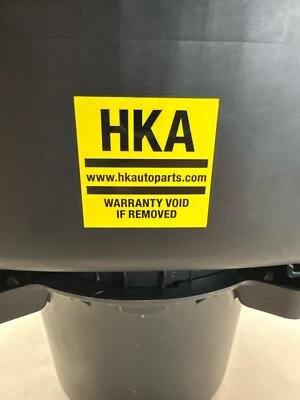 HKA
www.hkautoparts.com
WARRANTY VOID
IF REMOVED